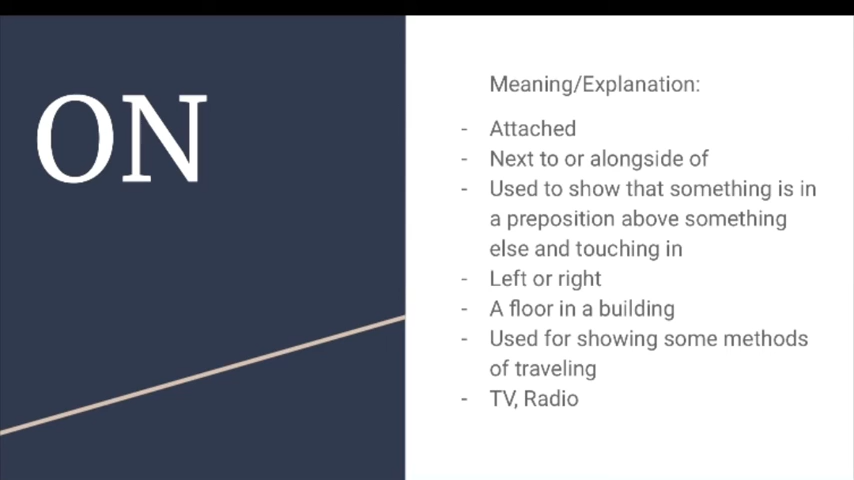 ON
Meaning/Explanation:
- Attached
- Next to or alongside of
- Used to show that something is in
a preposition above something
else and touching in
- Left or right
- A floor in a building
- Used for showing some methods
of traveling
- TV, Radio